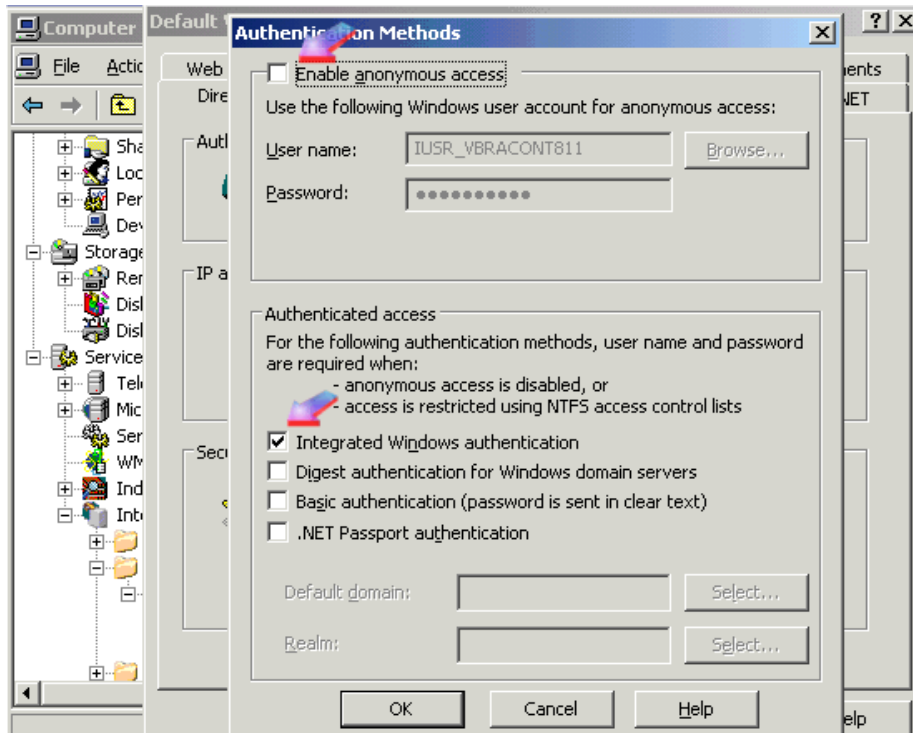 Computer
Default
Authentication Methods
File Actic
Web
ents
Dire
NET
Enable anonymous access
Use the following Windows user account for anonymous access:
User name: IUSR_VBRACONT811 Browse...
Password: ●●●●●●●●●●
Sha
Loc
Per
Dev
Storage
Rer
Disl
Disl
Service
Tel
Mic
Ser
WM
Ind
Inte
Auth
IP a
Secu
Authenticated access
For the following authentication methods, user name and password
are required when:
- anonymous access is disabled, or
- access is restricted using NTFS access control lists
Integrated Windows authentication
Digest authentication for Windows domain servers
Basic authentication (password is sent in clear text)
.NET Passport authentication
Default domain: Select...
Realm: Select...
OK Cancel Help
elp